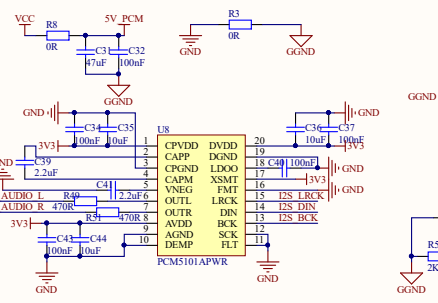 VCC
5V_PCM
R8
0R
C31
47uF
C32
100nF
GGND
R3
0R
GND
GGND
GGND
GND
C34
100nF
C35
10uF
3V3
C39
2.2uF
C41
2.2uF
AUDIO_L
R49
470R
AUDIO_R
R51
470R
3V3
C43
100nF
C44
10uF
GND
U8
1 CPVDD DVDD 20
2 CAPP DGND 19
3 CPGND LDOO 18
4 CAPM XSMT 17
5 VNEG FMT 16
6 OUTL LRCK 15
7 OUTR DIN 14
8 AVDD BCK 13
9 AGND SCK 12
10 DEMP FLT 11
PCM5101APWR
C36
10uF
C37
100nF
GND
3V3
C40
100nF
GND
3V3
GND
I2S_LRCK
I2S_DIN
I2S_BCK
GND
GGND